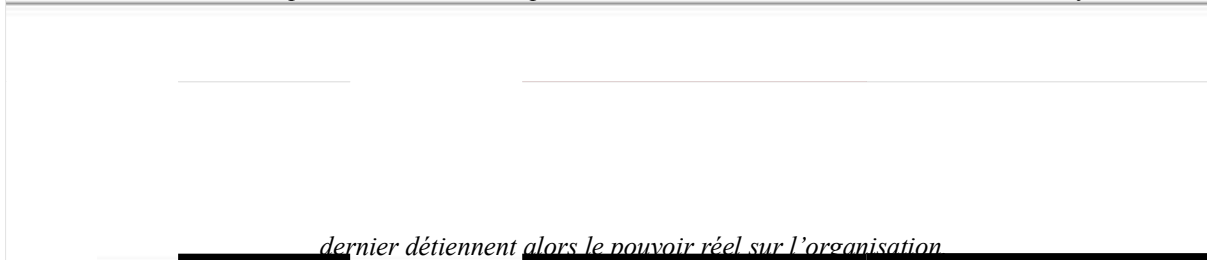 dernier détiennent alors le pouvoir réel sur l’organisation